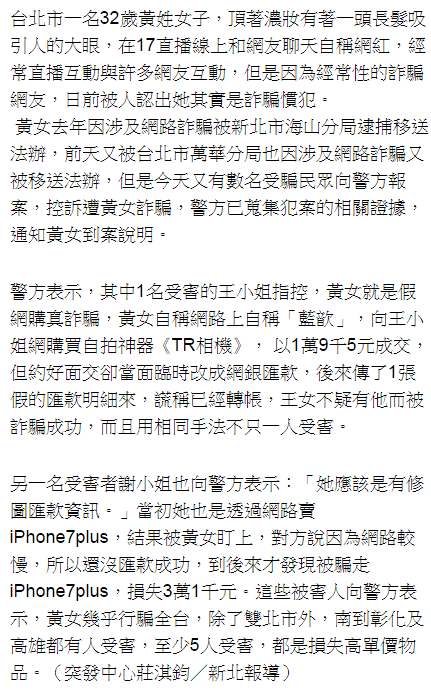 台北市一名32歲黃姓女子，頂著濃妝有著一頭長髮吸
引人的大眼，在17直播線上和網友聊天自稱網紅，經
常直播互動與許多網友互動，但是因為經常性的詐騙
網友，日前被人認出她其實是詐騙慣犯。
黃女去年因涉及網路詐騙被新北市海山分局逮捕移送
法辦，前天又被台北市萬華分局也因涉及網路詐騙又
被移送法辦，但是今天又有數名受騙民眾向警方報
案，控訴遭黃女詐騙，警方已蒐集犯案的相關證據，
通知黃女到案說明。
警方表示，其中1名受害的王小姐指控，黃女就是假
網購真詐騙，黃女自稱網路上自稱「藍歆」，向王小
姐網購買自拍神器《TR相機》， 以1萬9千5元成交，
但約好面交卻當面臨時改成網銀匯款，後來傳了1張
假的匯款明細來，謊稱已經轉帳，王女不疑有他而被
詐騙成功，而且用相同手法不只一人受害。
另一名受害者謝小姐也向警方表示：「她應該是有修
圖匯款資訊。」當初她也是透過網路賣
iPhone7plus，結果被黃女盯上，對方說因為網路較
慢，所以還沒匯款成功，到後來才發現被騙走
iPhone7plus，損失3萬1千元。這些被害人向警方表
示，黃女幾乎行騙全台，除了雙北市外，南到彰化及
高雄都有人受害，至少5人受害，都是損失高單價物
品。（突發中心莊淇鈞／新北報導）